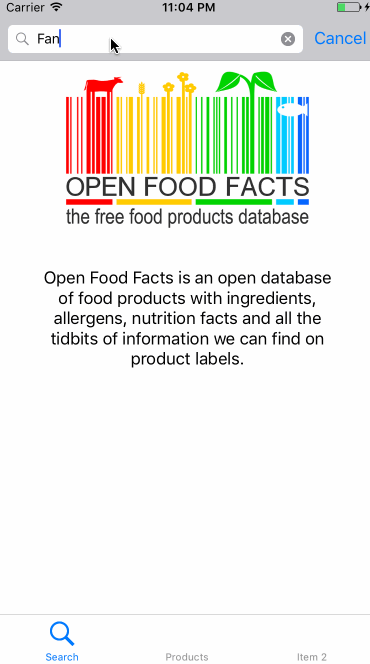 Carrier 11:04 PM
Fan Cancel
OPEN FOOD FACTS
the free food products database
Open Food Facts is an open database
of food products with ingredients,
allergens, nutrition facts and all the
tidbits of information we can find on
product labels.
Search Products Item 2